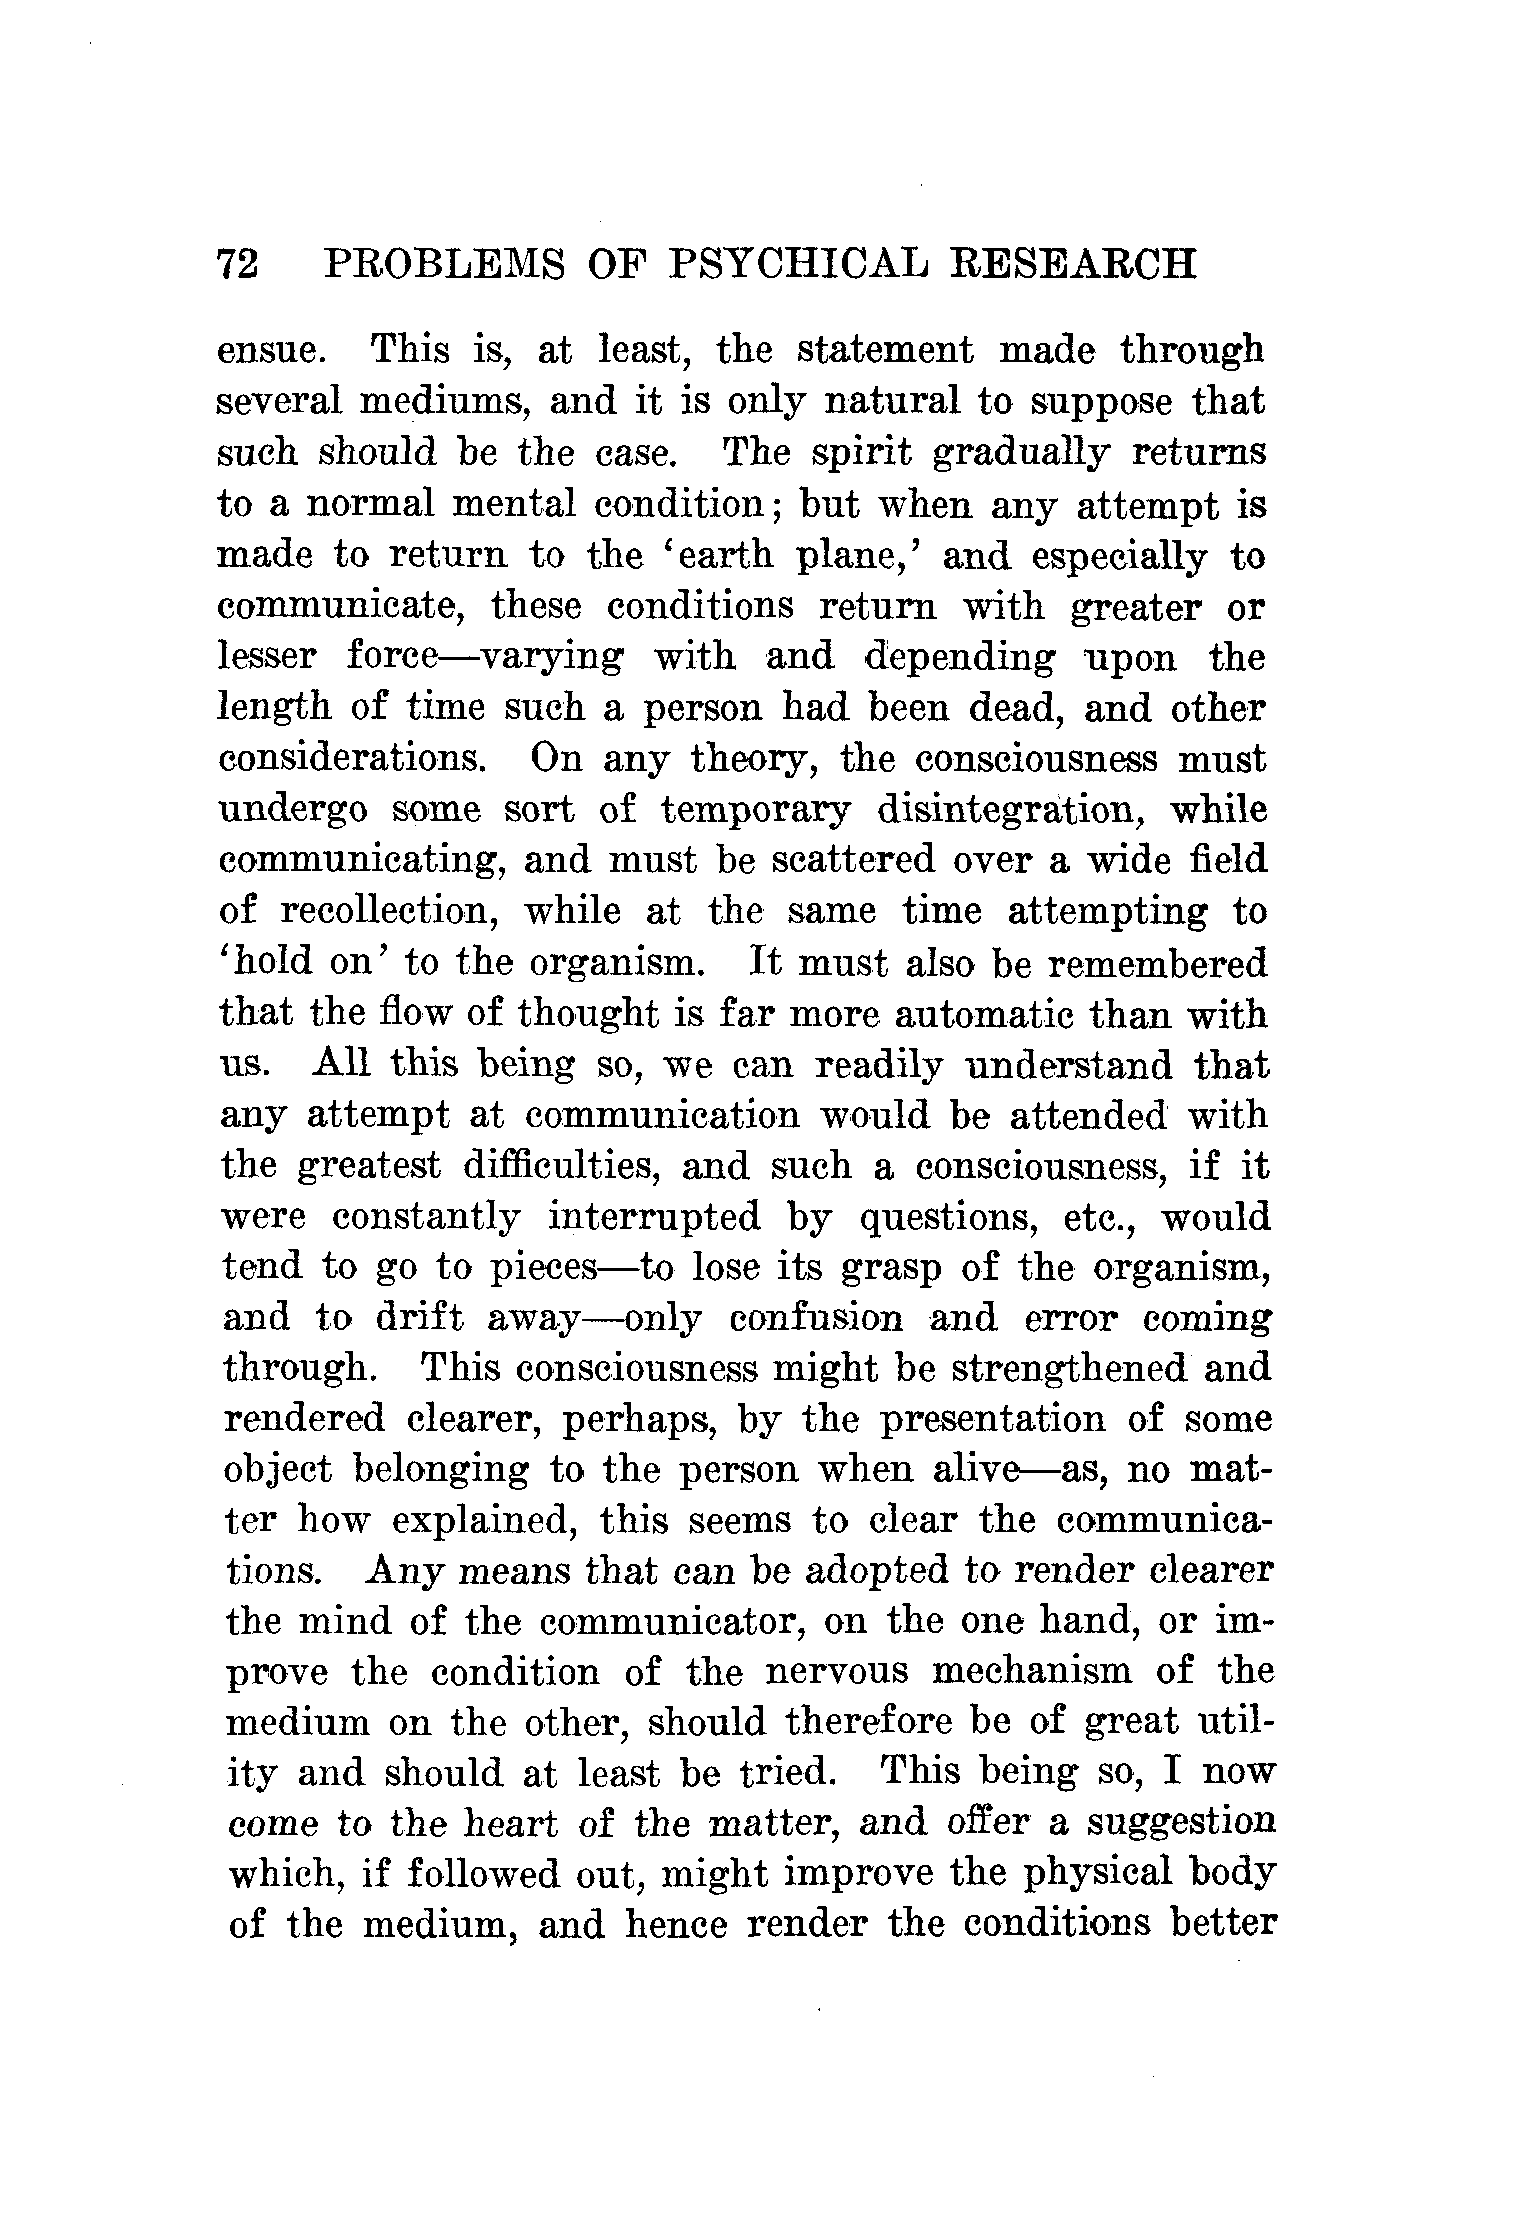 72 PROBLEMS OF PSYCHICAL RESEARCH
ensue. This is, at least, the statement made through
several mediums, and it is only natural to suppose that
such should be the case. The spirit gradually returns
to a normal mental condition; but when any attempt is
made to return to the ‘earth plane,’ and especially to
communicate, these conditions return with greater or
lesser force—varying with and depending upon the
length of time such a person had been dead, and other
considerations. On any theory, the consciousness must
undergo some sort of temporary disintegration, while
communicating, and must be scattered over a wide field
of recollection, while at the same time attempting to
‘hold on’ to the organism. It must also be remembered
that the flow of thought is far more automatic than with
us. All this being so, we can readily understand that
any attempt at communication would be attended with
the greatest difficulties, and such a consciousness, if it
were constantly interrupted by questions, etc., would
tend to go to pieces—to lose its grasp of the organism,
and to drift away—only confusion and error coming
through. This consciousness might be strengthened and
rendered clearer, perhaps, by the presentation of some
object belonging to the person when alive—as, no mat-
ter how explained, this seems to clear the communica-
tions. Any means that can be adopted to render clearer
the mind of the communicator, on the one hand, or im-
prove the condition of the nervous mechanism of the
medium on the other, should therefore be of great util-
ity and should at least be tried. This being so, I now
come to the heart of the matter, and offer a suggestion
which, if followed out, might improve the physical body
of the medium, and hence render the conditions better